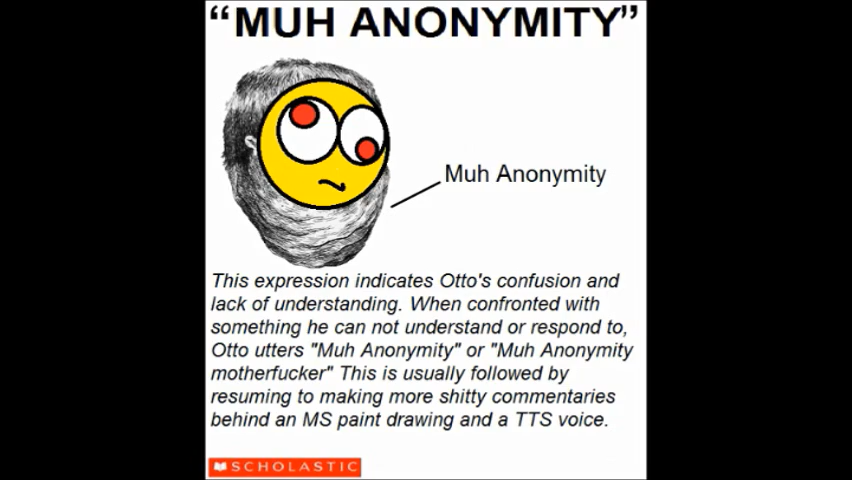 “MUH ANONYMITY”
Muh Anonymity
This expression indicates Otto's confusion and
lack of understanding. When confronted with
something he can not understand or respond to,
Otto utters "Muh Anonymity" or "Muh Anonymity
motherfucker" This is usually followed by
resuming to making more shitty commentaries
behind an MS paint drawing and a TTS voice.
SCHOLASTIC